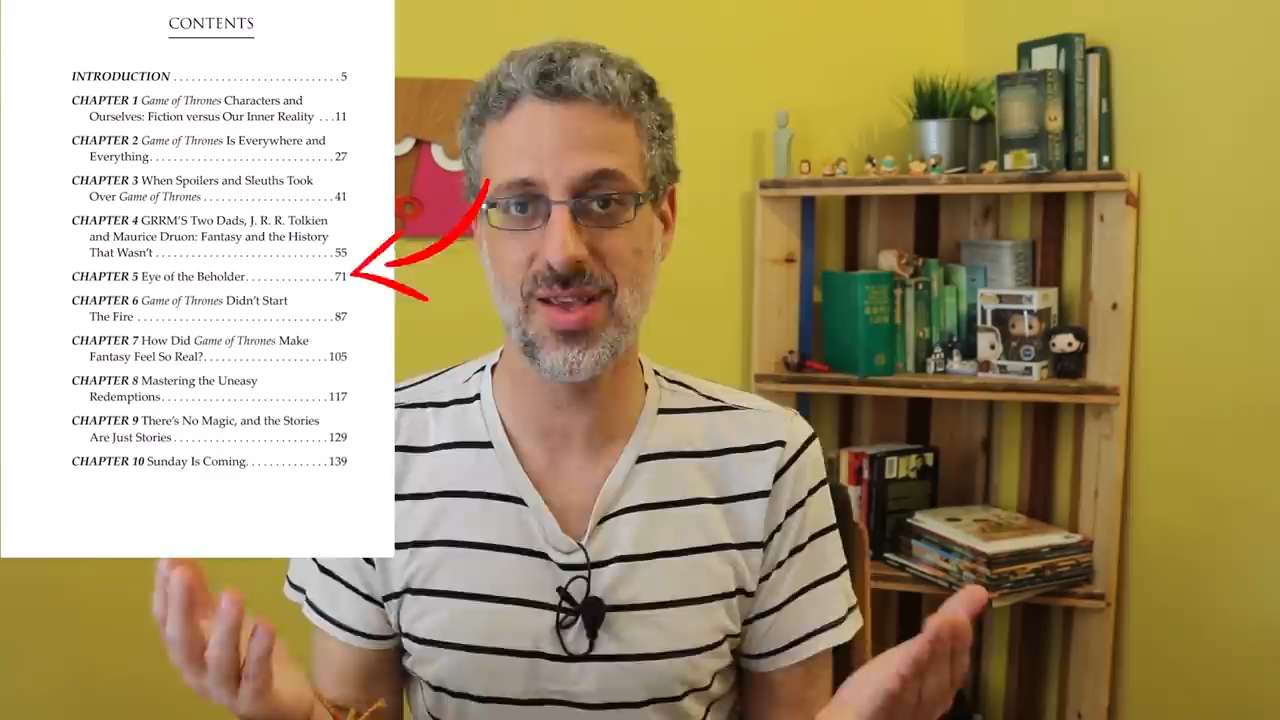 CONTENTS
INTRODUCTION . . . . . . . . . . . . . . . . . . . . . . . . . . . . 5
CHAPTER 1 Game of Thrones Characters and
Ourselves: Fiction versus Our Inner Reality . . . 11
CHAPTER 2 Game of Thrones Is Everywhere and
Everything. . . . . . . . . . . . . . . . . . . . . . . . . . . . . . . 27
CHAPTER 3 When Spoilers and Sleuths Took
Over Game of Thrones . . . . . . . . . . . . . . . . . . . . . . 41
CHAPTER 4 GRRM'S Two Dads, J. R. R. Tolkien
and Maurice Druon: Fantasy and the History
That Wasn't . . . . . . . . . . . . . . . . . . . . . . . . . . . . . . 55
CHAPTER 5 Eye of the Beholder. . . . . . . . . . . . . . . 71
CHAPTER 6 Game of Thrones Didn't Start
The Fire . . . . . . . . . . . . . . . . . . . . . . . . . . . . . . . . . 87
CHAPTER 7 How Did Game of Thrones Make
Fantasy Feel So Real?. . . . . . . . . . . . . . . . . . . . . 105
CHAPTER 8 Mastering the Uneasy
Redemptions. . . . . . . . . . . . . . . . . . . . . . . . . . . . 117
CHAPTER 9 There's No Magic, and the Stories
Are Just Stories . . . . . . . . . . . . . . . . . . . . . . . . . . 129
CHAPTER 10 Sunday Is Coming. . . . . . . . . . . . . . 139